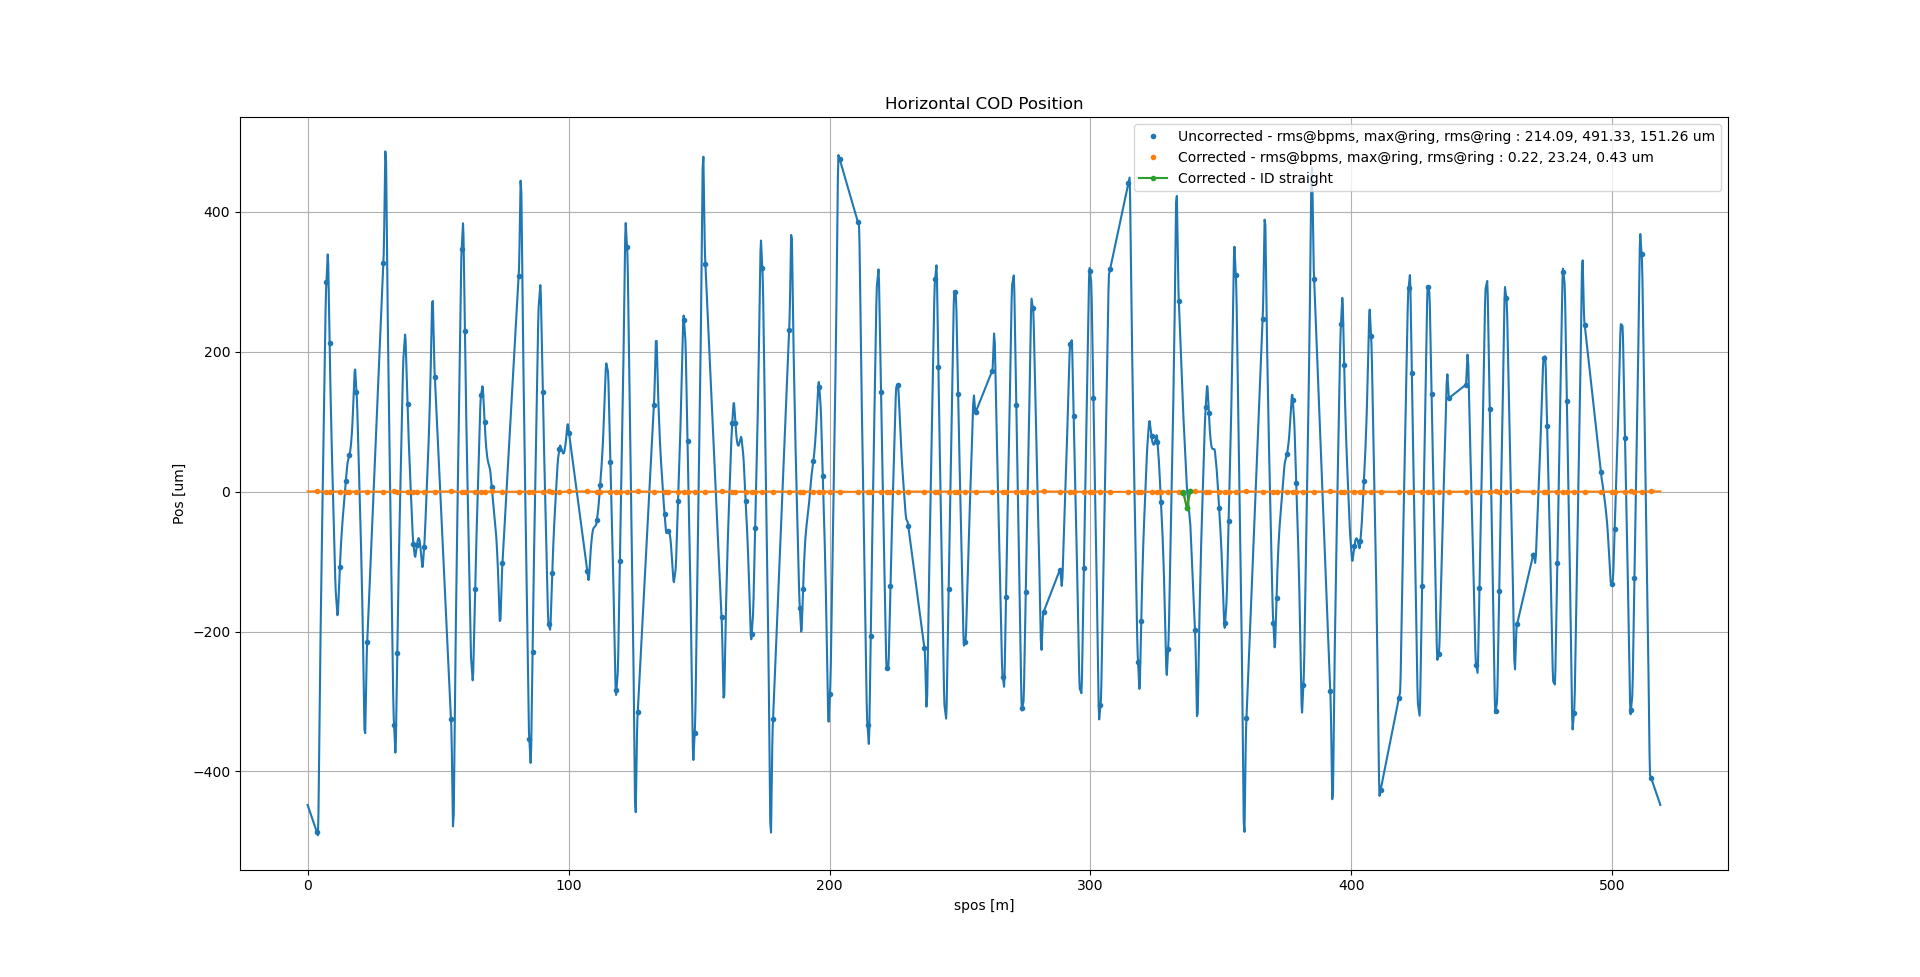 Horizontal COD Position
Uncorrected - rms@bpms, max@ring, rms@ring : 214.09, 491.33, 151.26 um
Corrected - rms@bpms, max@ring, rms@ring : 0.22, 23.24, 0.43 um
Corrected - ID straight
Pos [um]
400
200
0
−200
−400
0 100 200 300 400 500
spos [m]